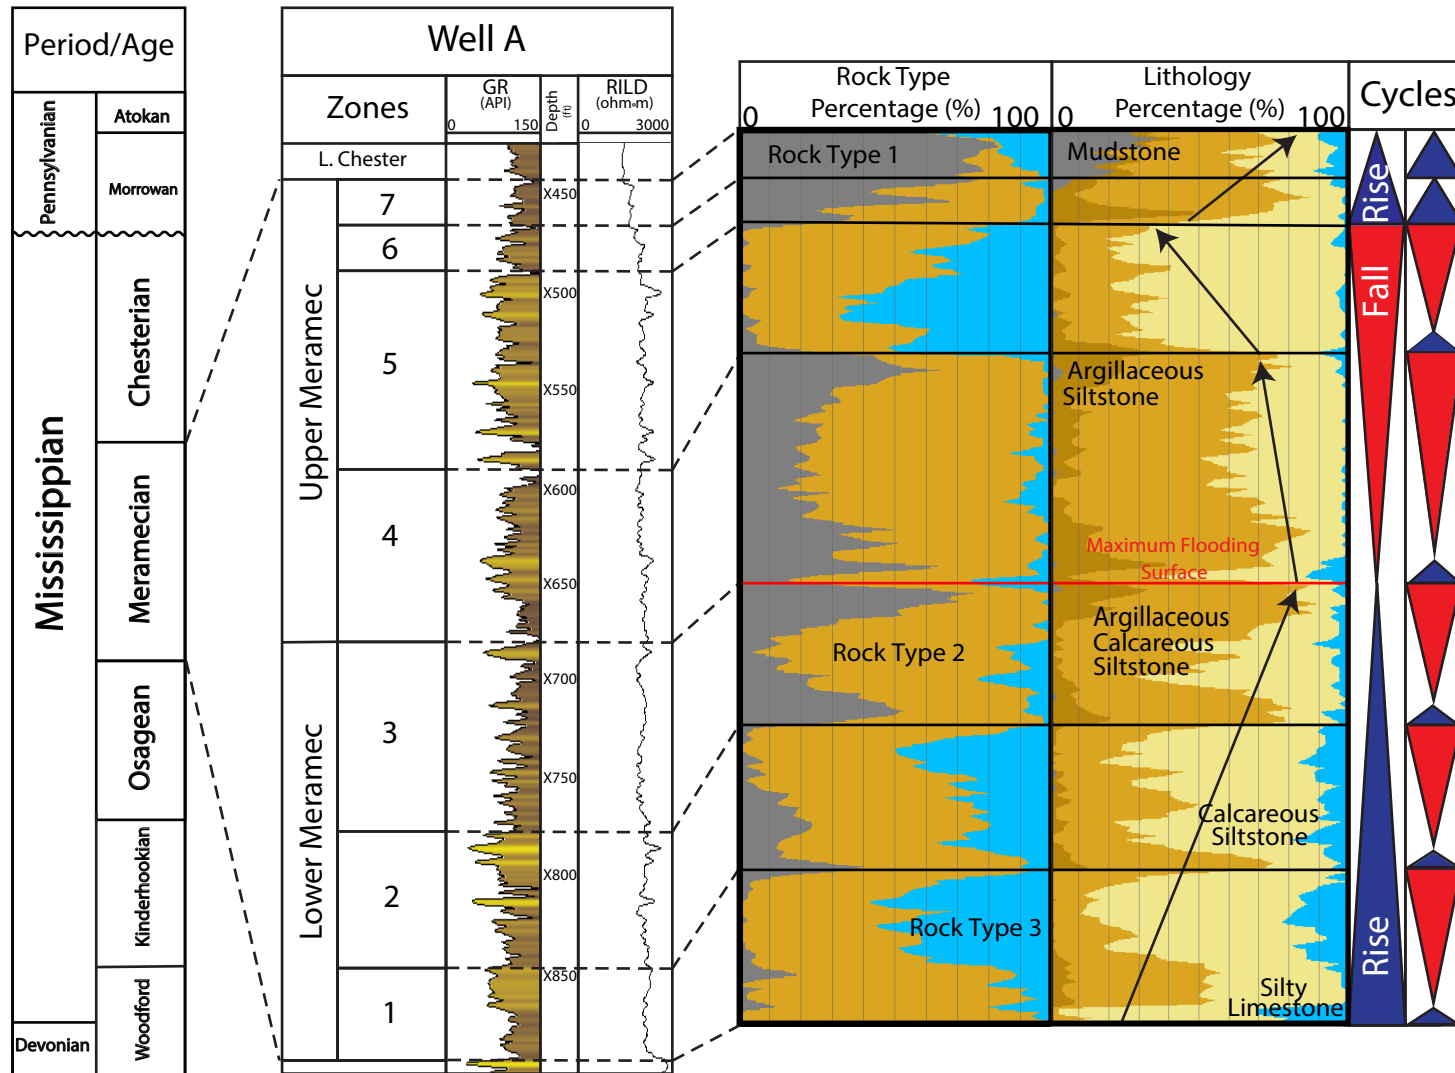 Period/Age
Pennsylvanian
Atokan
Morrowan
Mississippian
Chesterian
Meramecian
Osagean
Kinderhookian
Woodford
Devonian
Well A
Zones
GR
(API)
0 150
Depth
(ft)
RILD
(ohm•m)
0 3000
L. Chester
Upper Meramec
7
6
5
4
Lower Meramec
3
2
1
X450
X500
X550
X600
X650
X700
X750
X800
X850
Rock Type
Percentage (%)
0 100
Lithology
Percentage (%)
0 100
Cycles
Rock Type 1
Mudstone
Argillaceous
Siltstone
Maximum Flooding
Surface
Argillaceous
Calcareous
Siltstone
Rock Type 2
Calcareous
Siltstone
Rock Type 3
Silty
Limestone
Rise
Fall
Rise